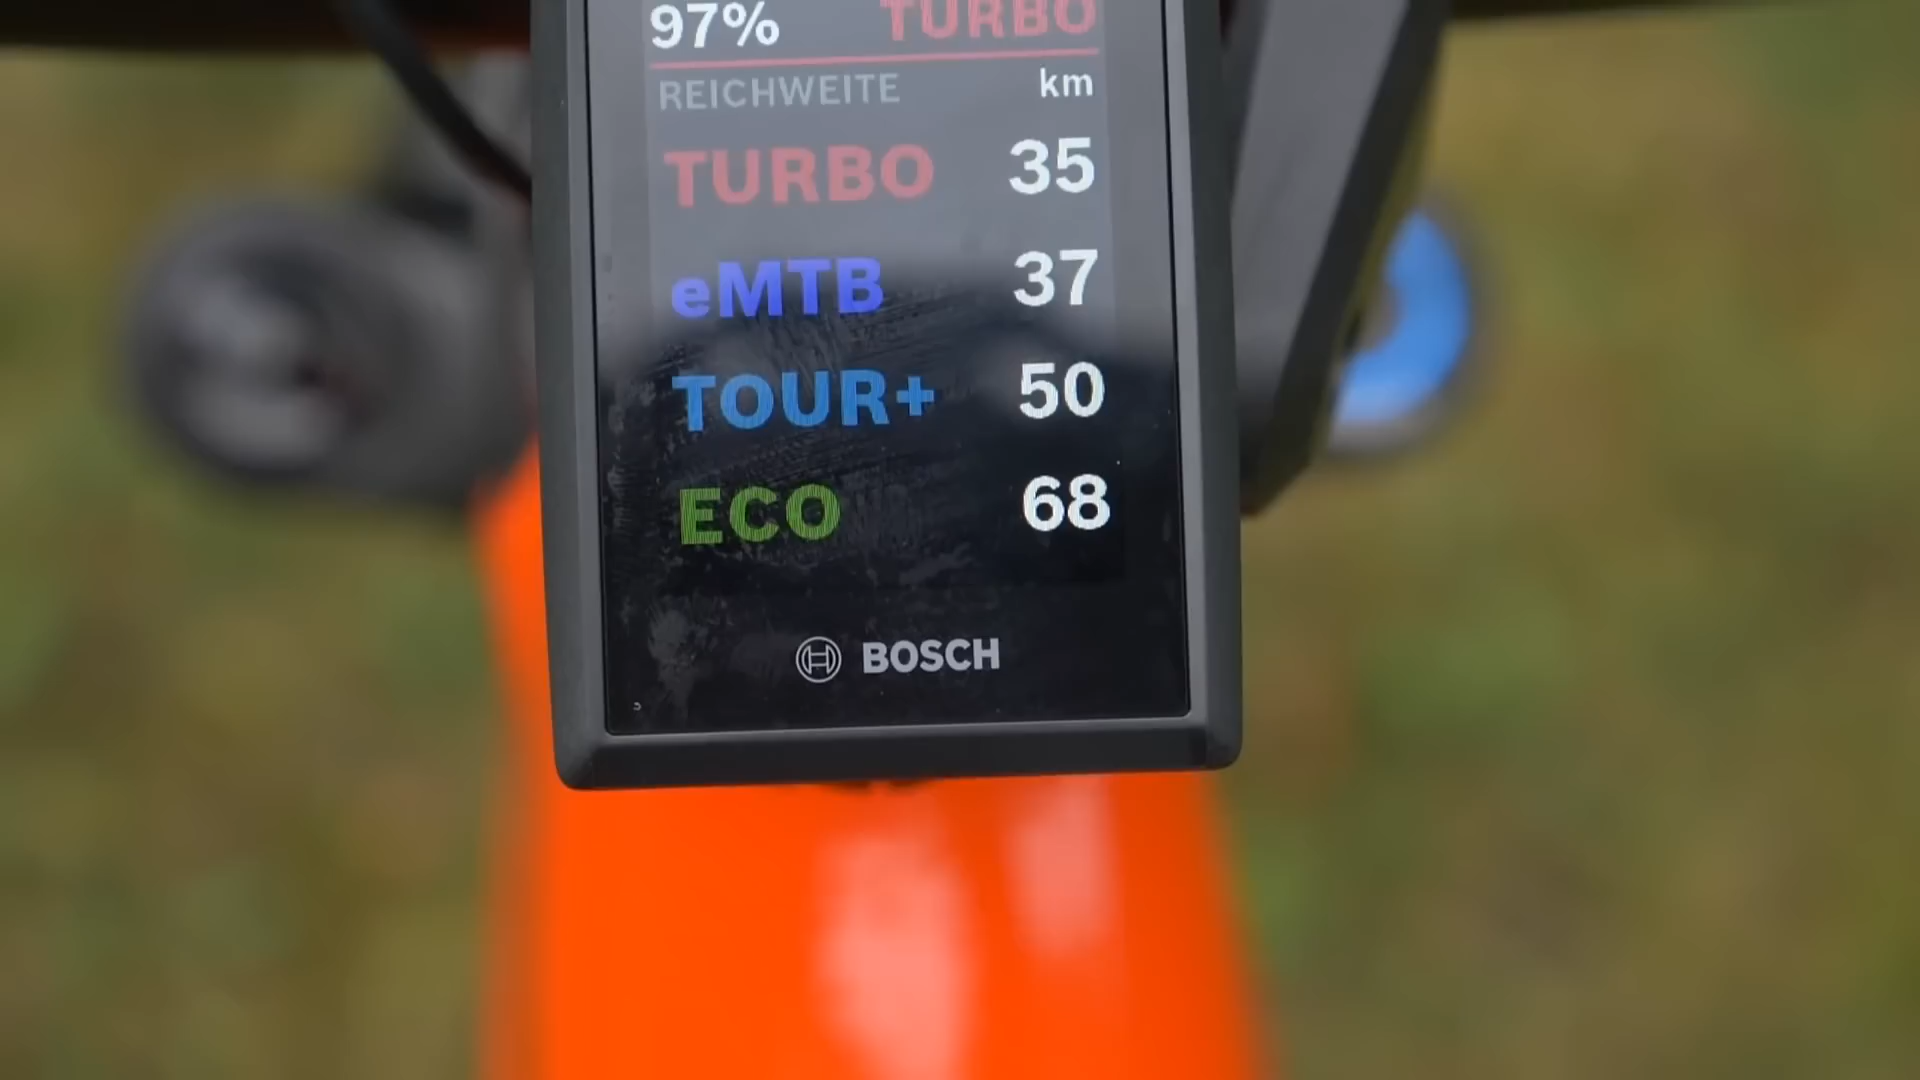 97% TURBO
REICHWEITE km
TURBO 35
eMTB 37
TOUR+ 50
ECO 68
BOSCH